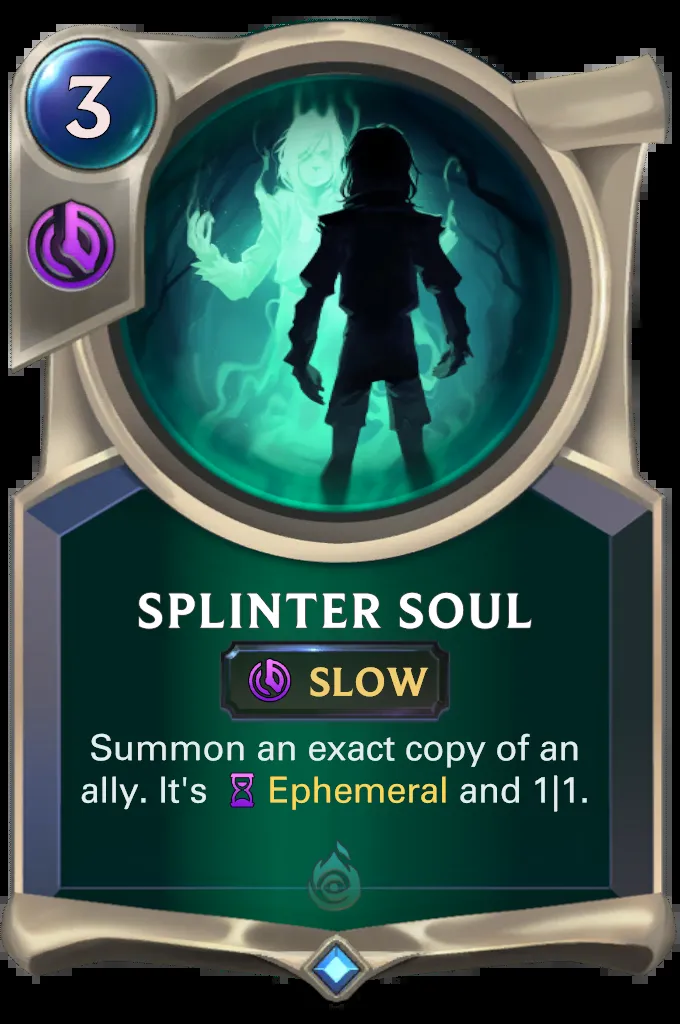 3
SPLINTER SOUL
SLOW
Summon an exact copy of an
ally. It's Ephemeral and 1|1.